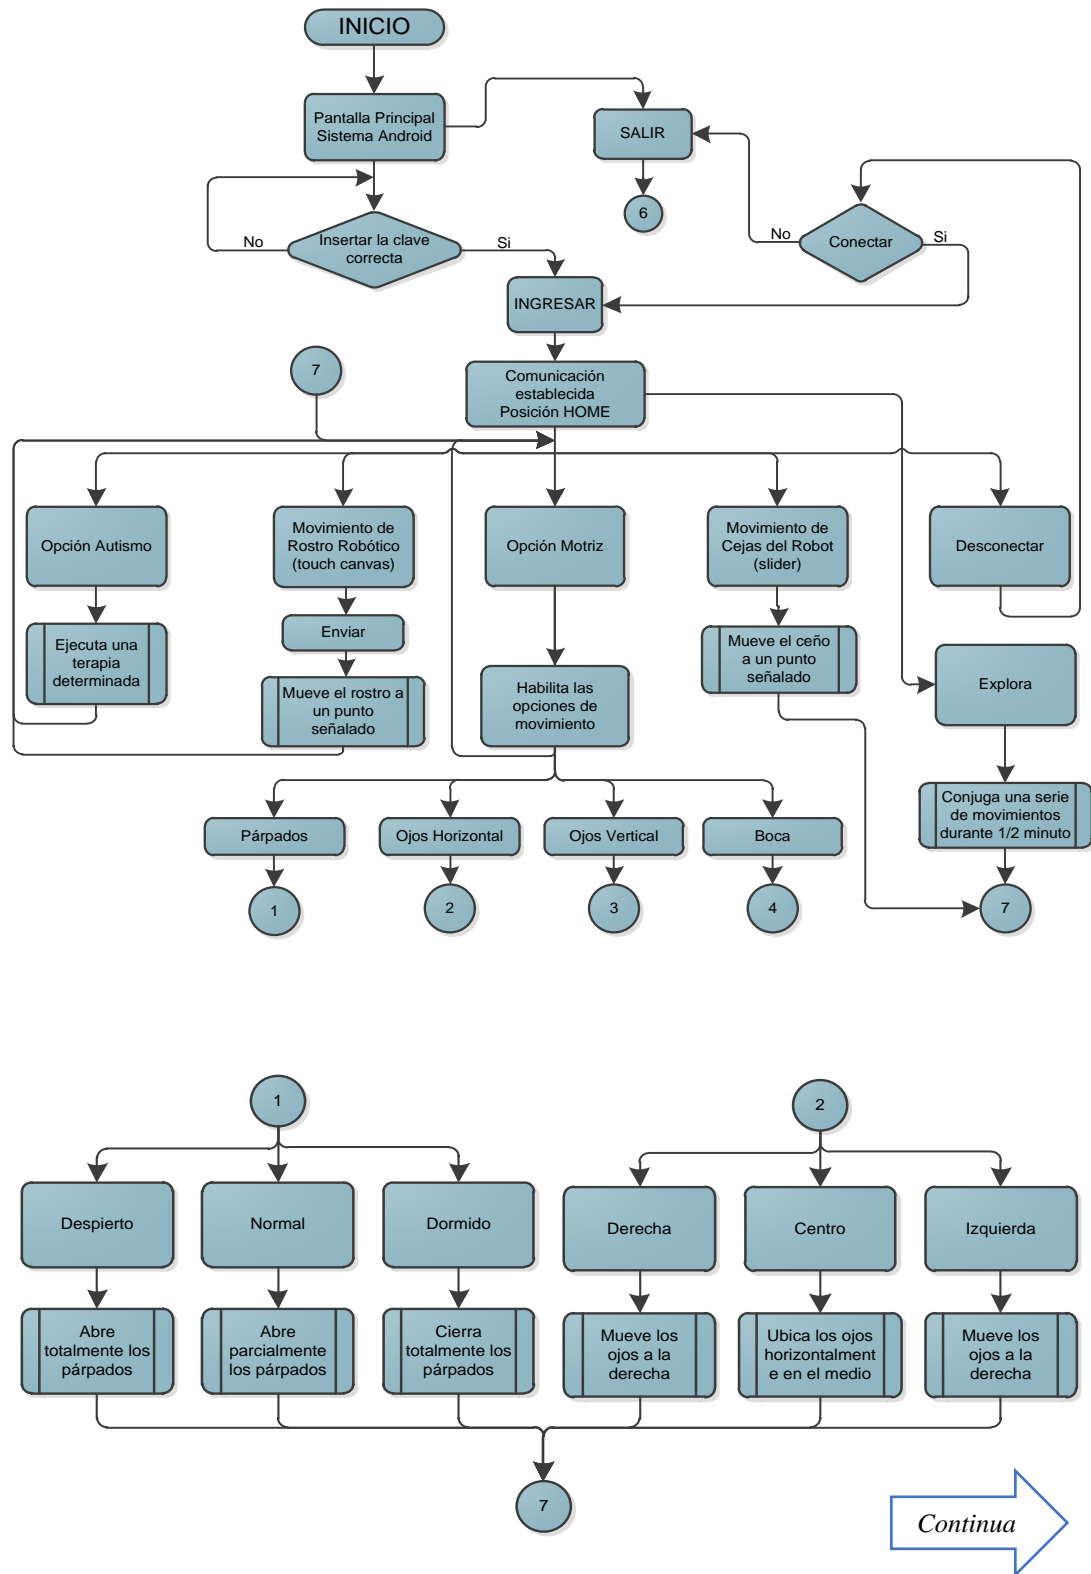 INICIO
Pantalla Principal
Sistema Android
SALIR
6
No
Insertar la clave
correcta
Si
No
Conectar
Si
INGRESAR
7
Comunicación
establecida
Posición HOME
Opción Autismo
Movimiento de
Rostro Robótico
(touch canvas)
Opción Motriz
Movimiento de
Cejas del Robot
(slider)
Desconectar
Ejecuta una
terapia
determinada
Enviar
Mueve el rostro a
un punto
señalado
Habilita las
opciones de
movimiento
Mueve el ceño
a un punto
señalado
Explora
Conjuga una serie
de movimientos
durante 1/2 minuto
Párpados
Ojos Horizontal
Ojos Vertical
Boca
1
2
3
4
7
1
2
Despierto
Normal
Dormido
Derecha
Centro
Izquierda
Abre
totalmente los
párpados
Abre
parcialmente
los párpados
Cierra
totalmente los
párpados
Mueve los
ojos a la
derecha
Ubica los ojos
horizontalment
e en el medio
Mueve los
ojos a la
derecha
7
Continua